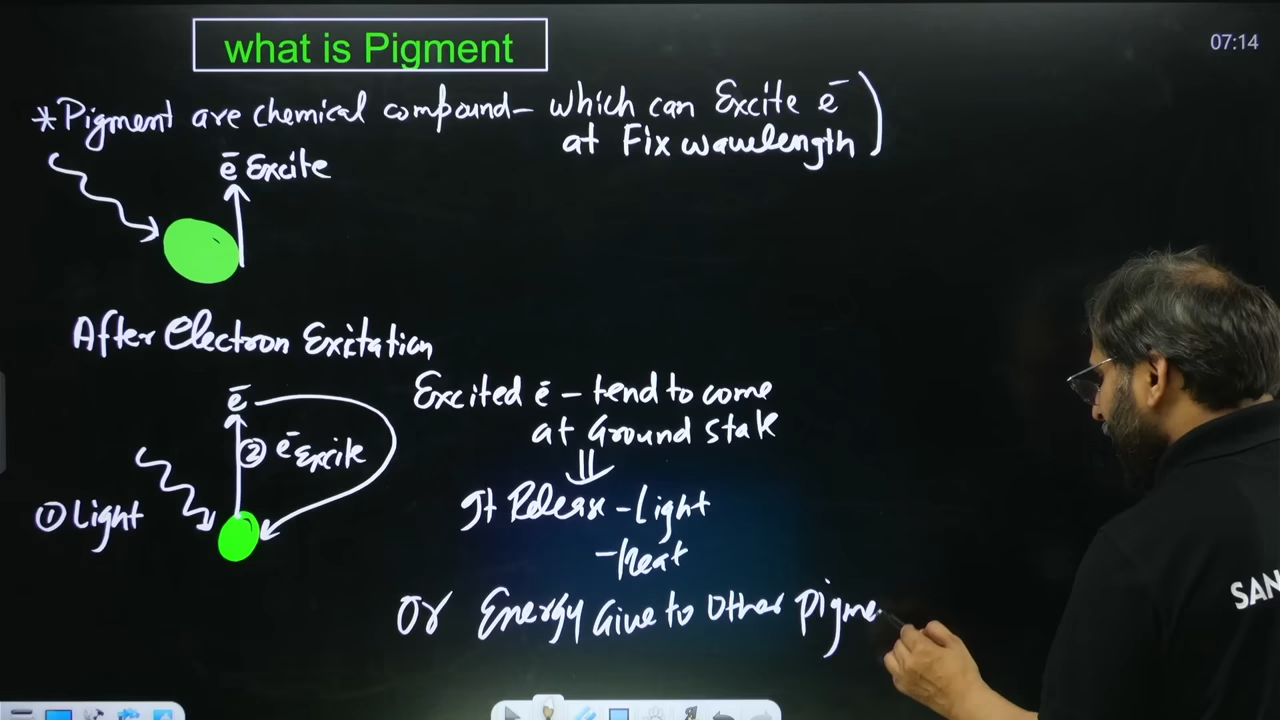 what is Pigment
07:14
*Pigment are chemical compound - which can Excite e⁻
at Fix wavelength)
e⁻ Excite
After Electron Exitation
e⁻
② e⁻ Excite
① Light
Excited e⁻ - tend to come
at Ground State
It Release - Light
- Heat
Or Energy Give to Other pigme
SAN